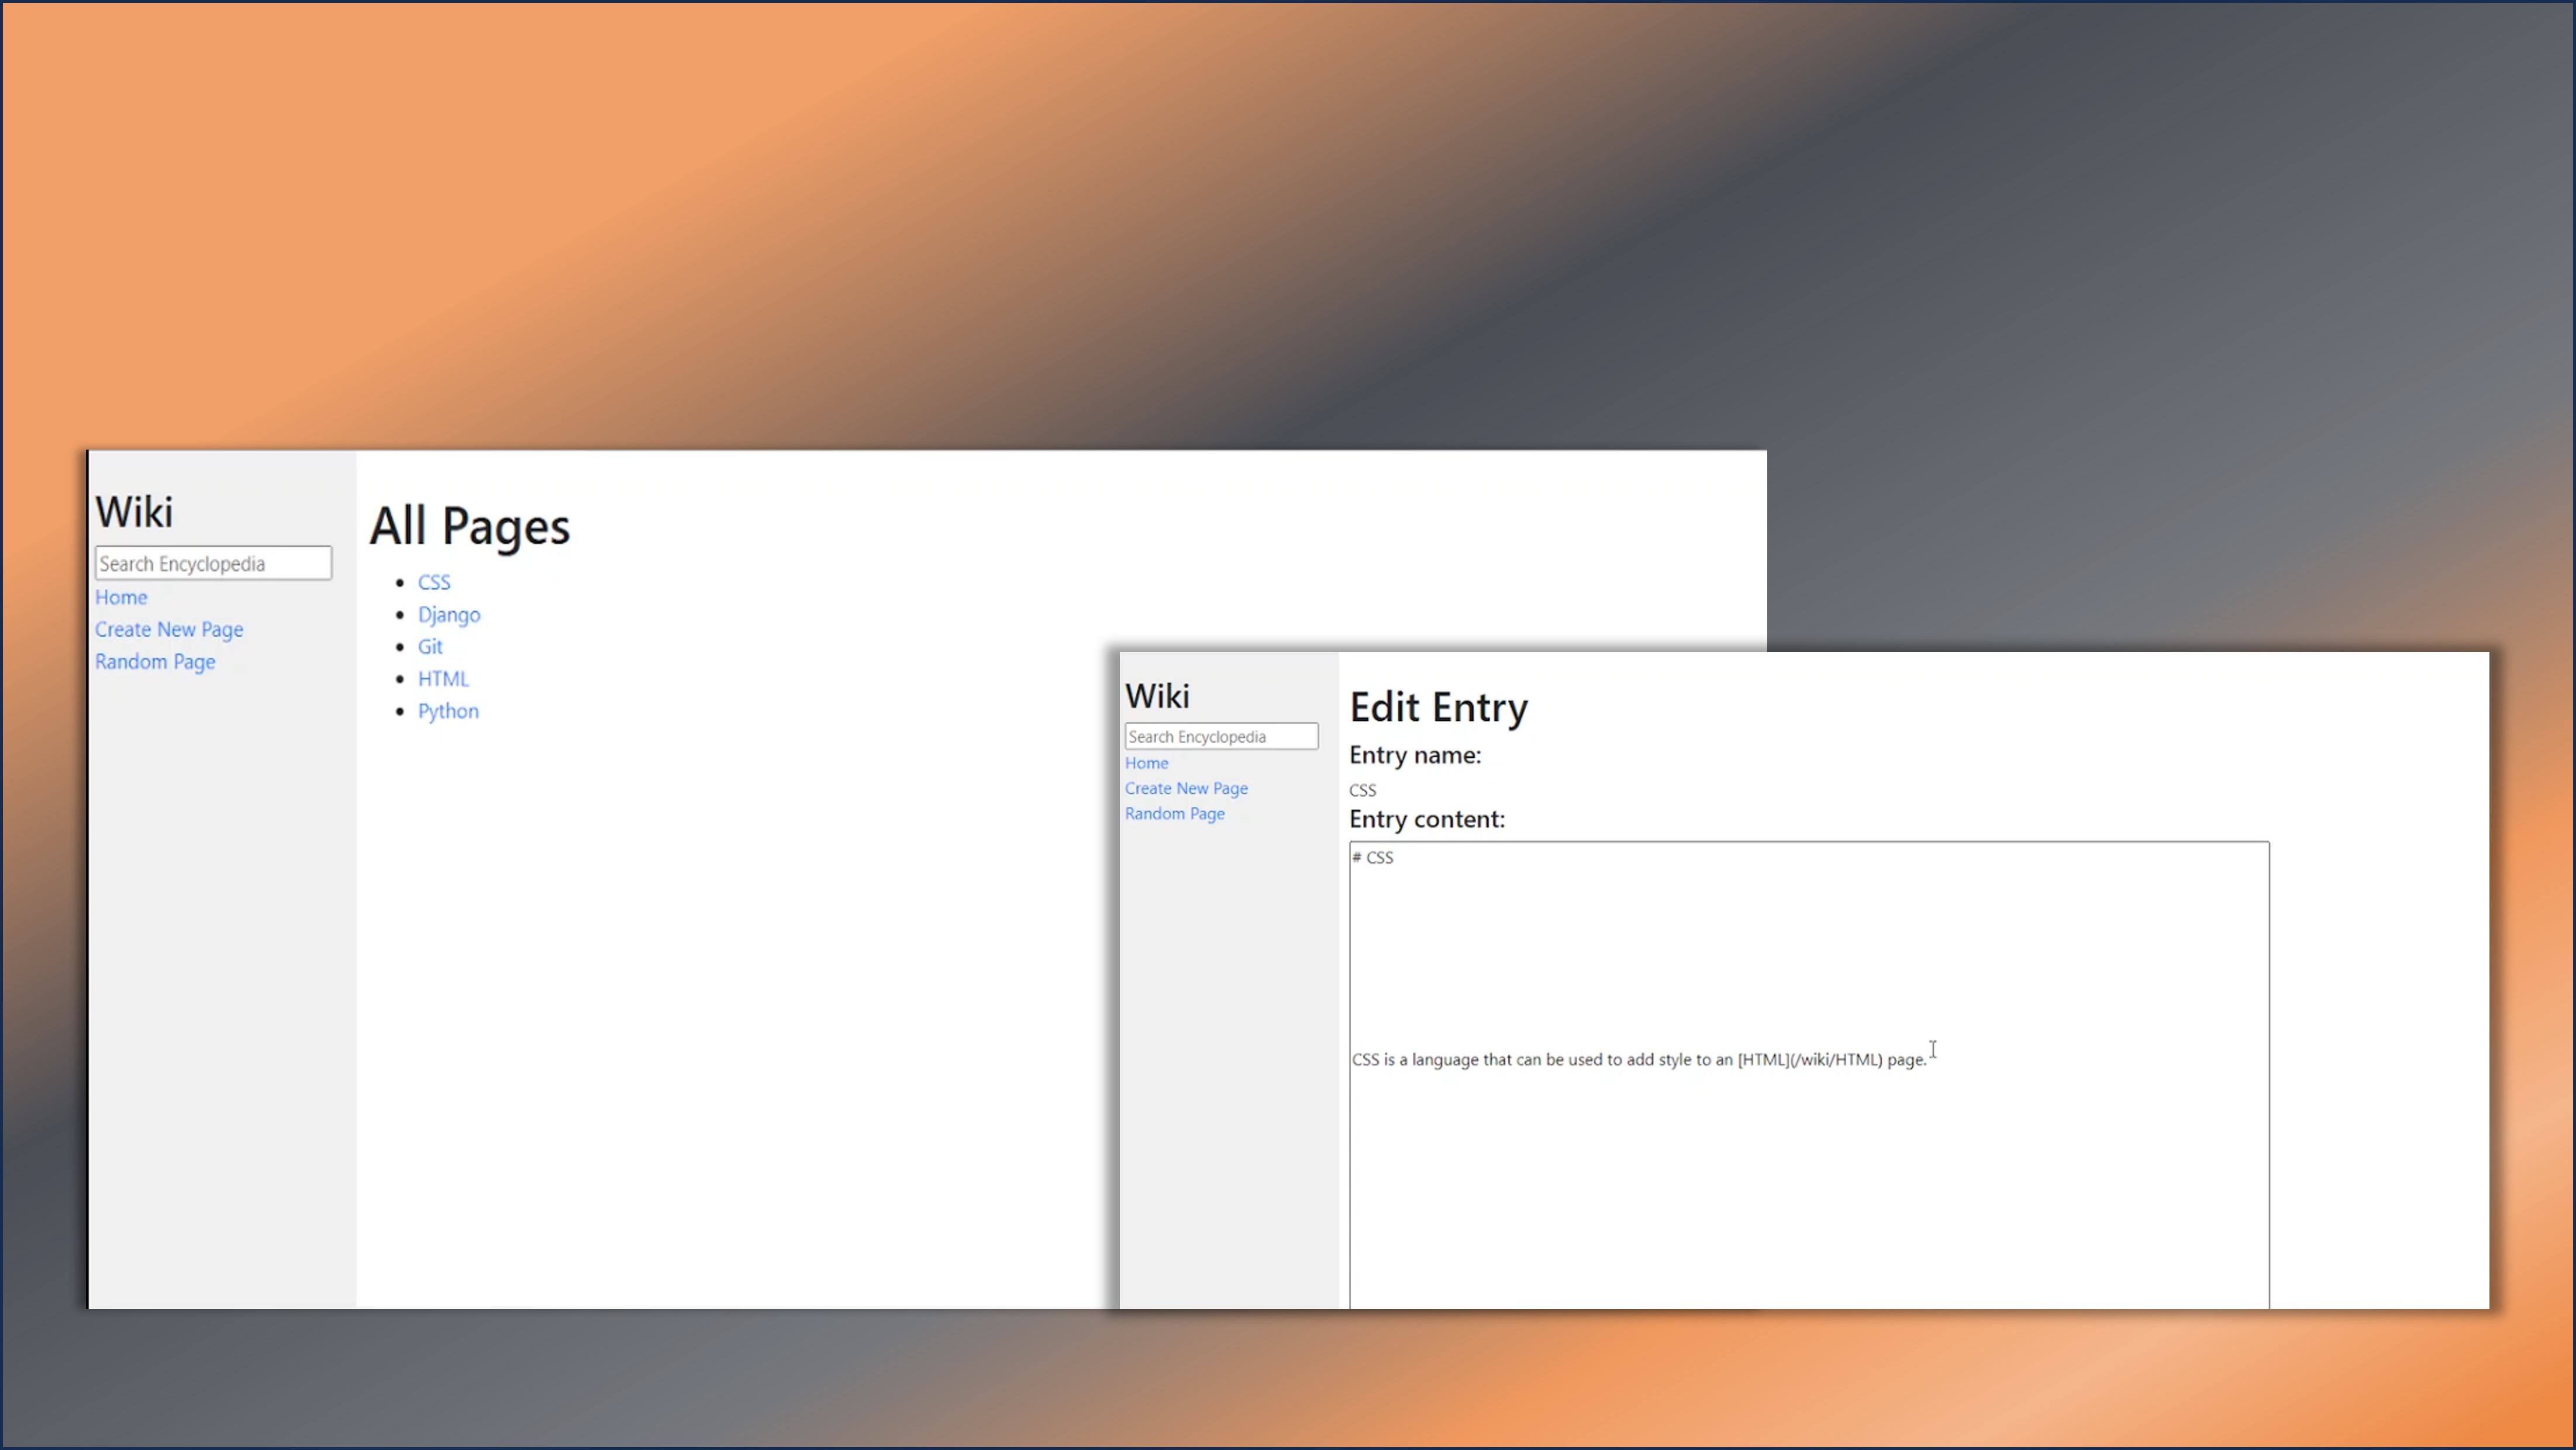 Wiki
Search Encyclopedia
Home
Create New Page
Random Page
All Pages
CSS
Django
Git
HTML
Python
Wiki
Search Encyclopedia
Home
Create New Page
Random Page
Edit Entry
Entry name:
CSS
Entry content:
# CSS
CSS is a language that can be used to add style to an [HTML](/wiki/HTML) page.